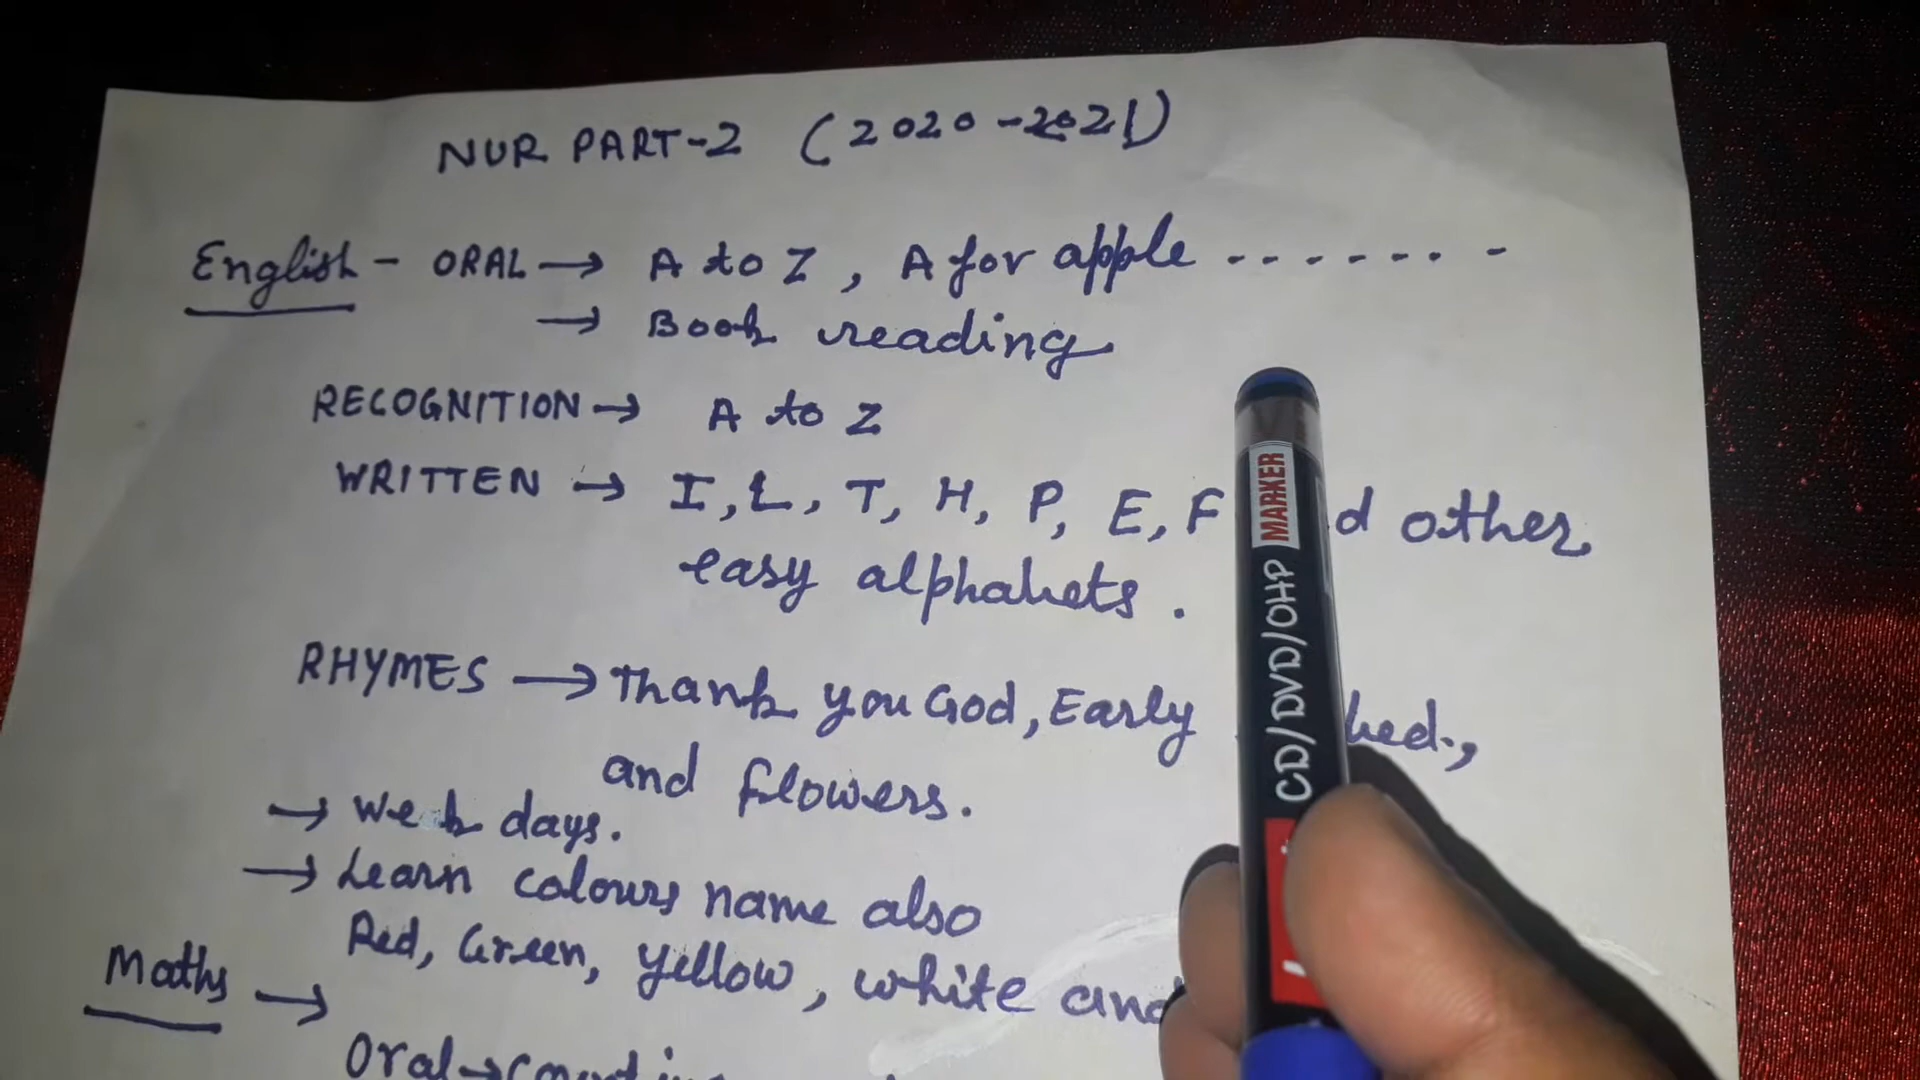 NUR PART-2 (2020-2021)
English - ORAL → A to Z, A for apple ....... -
→ Book reading
RECOGNITION → A to Z
WRITTEN → I, L, T, H, P, E, F other
easy alphabets.
RHYMES → Thank you God, Early bed.,
and flowers.
→ Week days.
→ Learn colours name also
Red, Green, Yellow, white and
Maths →
Oral →
CD/DVD/OHP MARKER